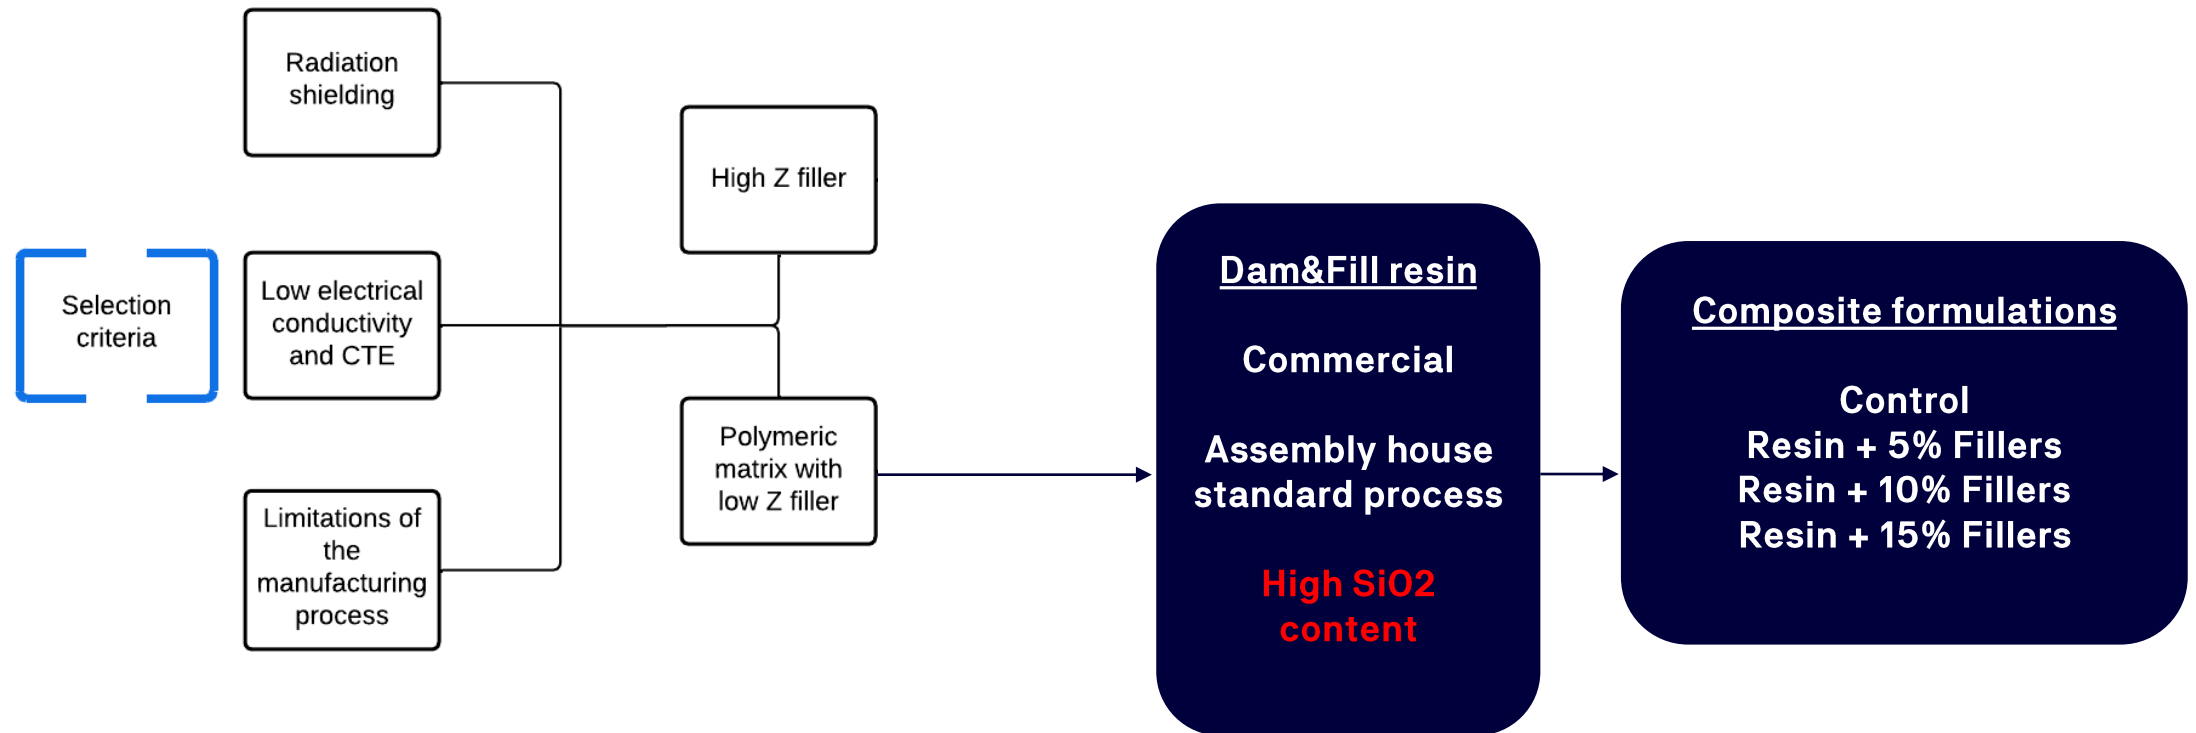 Selection
criteria
Radiation
shielding
Low electrical
conductivity
and CTE
Limitations of
the
manufacturing
process
High Z filler
Polymeric
matrix with
low Z filler
Dam&Fill resin
Commercial
Assembly house
standard process
High SiO2
content
Composite formulations
Control
Resin + 5% Fillers
Resin + 10% Fillers
Resin + 15% Fillers